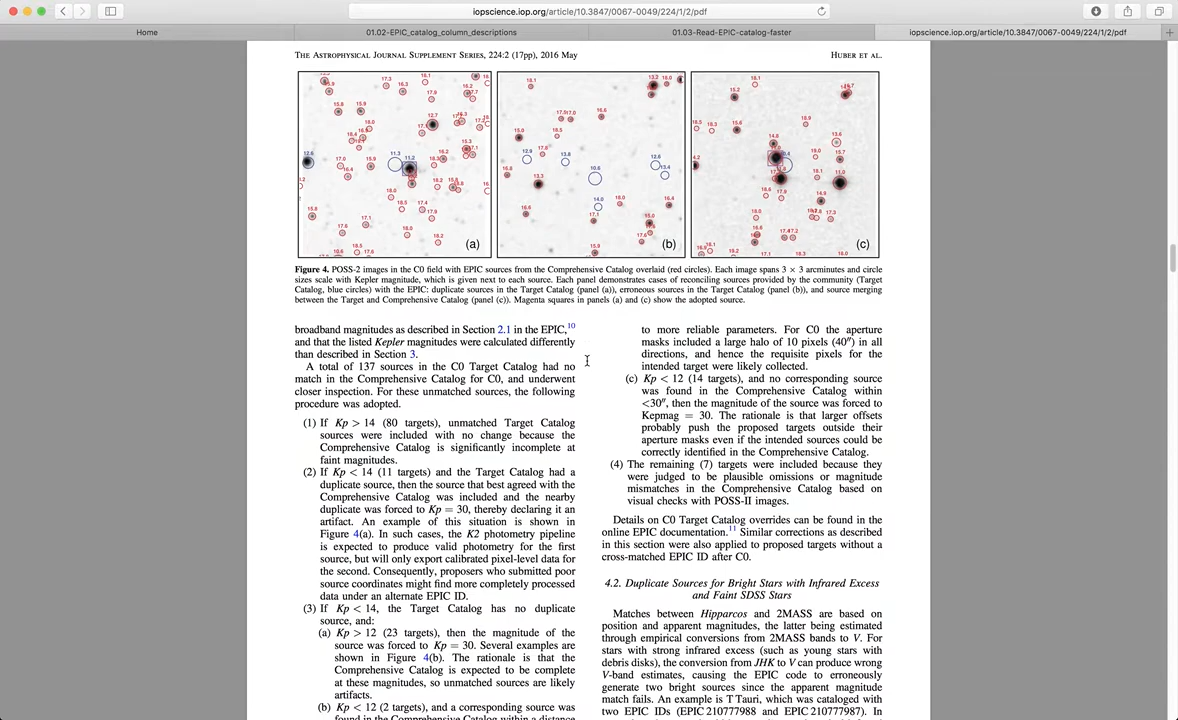 iopscience.iop.org/article/10.3847/0067-0049/224/1/2/pdf
Home
01.02-EPIC_catalog_column_descriptions
01.03-Read-EPIC-catalog-faster
iopscience.iop.org/article/10.3847/0067-0049/224/1/2/pdf
THE ASTROPHYSICAL JOURNAL SUPPLEMENT SERIES, 224:2 (17pp), 2016 May
HUBER ET AL.
(a)
(b)
(c)
Figure 4. POSS-2 images in the C0 field with EPIC sources from the Comprehensive Catalog overlaid (red circles). Each image spans 3 × 3 arcminutes and circle
sizes scale with Kepler magnitude, which is given next to each source. Each panel demonstrates cases of reconciling sources provided by the community (Target
Catalog, blue circles) with the EPIC: duplicate sources in the Target Catalog (panel (a)), erroneous sources in the Target Catalog (panel (b)), and source merging
between the Target and Comprehensive Catalog (panel (c)). Magenta squares in panels (a) and (c) show the adopted source.
broadband magnitudes as described in Section 2.1 in the EPIC,10
and that the listed Kepler magnitudes were calculated differently
than described in Section 3.
A total of 137 sources in the C0 Target Catalog had no
match in the Comprehensive Catalog for C0, and underwent
closer inspection. For these unmatched sources, the following
procedure was adopted.
(1) If Kp > 14 (80 targets), unmatched Target Catalog
sources were included with no change because the
Comprehensive Catalog is significantly incomplete at
faint magnitudes.
(2) If Kp < 14 (11 targets) and the Target Catalog had a
duplicate source, then the source that best agreed with the
Comprehensive Catalog was included and the nearby
duplicate was forced to Kp = 30, thereby declaring it an
artifact. An example of this situation is shown in
Figure 4(a). In such cases, the K2 photometry pipeline
is expected to produce valid photometry for the first
source, but will only export calibrated pixel-level data for
the second. Consequently, proposers who submitted poor
source coordinates might find more completely processed
data under an alternate EPIC ID.
(3) If Kp < 14, the Target Catalog has no duplicate
source, and:
(a) Kp > 12 (23 targets), then the magnitude of the
source was forced to Kp = 30. Several examples are
shown in Figure 4(b). The rationale is that the
Comprehensive Catalog is expected to be complete
at these magnitudes, so unmatched sources are likely
artifacts.
(b) Kp < 12 (2 targets), and a corresponding source was
found in the Comprehensive Catalog within a distance
to more reliable parameters. For C0 the aperture
masks included a large halo of 10 pixels (40″) in all
directions, and hence the requisite pixels for the
intended target were likely collected.
(c) Kp < 12 (14 targets), and no corresponding source
was found in the Comprehensive Catalog within
<30″, then the magnitude of the source was forced to
Kepmag = 30. The rationale is that larger offsets
probably push the proposed targets outside their
aperture masks even if the intended sources could be
correctly identified in the Comprehensive Catalog.
(4) The remaining (7) targets were included because they
were judged to be plausible omissions or magnitude
mismatches in the Comprehensive Catalog based on
visual checks with POSS-II images.
Details on C0 Target Catalog overrides can be found in the
online EPIC documentation.11 Similar corrections as described
in this section were also applied to proposed targets without a
cross-matched EPIC ID after C0.
4.2. Duplicate Sources for Bright Stars with Infrared Excess
and Faint SDSS Stars
Matches between Hipparcos and 2MASS are based on
position and apparent magnitudes, the latter being estimated
through empirical conversions from 2MASS bands to V. For
stars with strong infrared excess (such as young stars with
debris disks), the conversion from JHK to V can produce wrong
V-band estimates, causing the EPIC code to erroneously
generate two bright sources since the apparent magnitude
match fails. An example is T Tauri, which was cataloged with
two EPIC IDs (EPIC 210777988 and EPIC 210777987). In